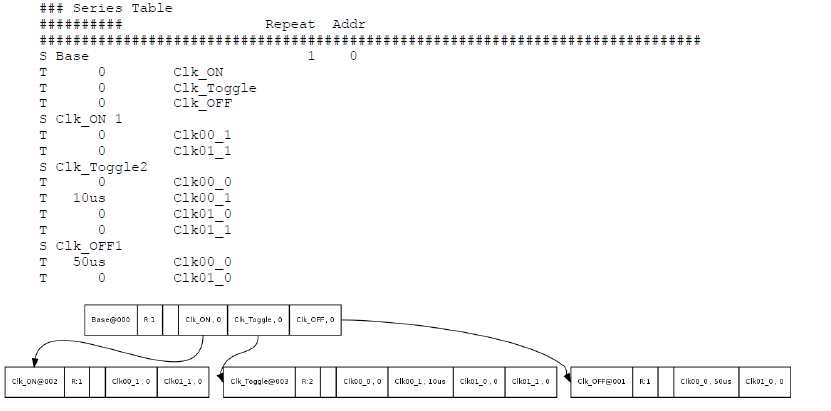 ### Series Table
########## Repeat Addr
################################################################################
S Base 1 0
T 0 Clk_ON
T 0 Clk_Toggle
T 0 Clk_OFF
S Clk_ON 1
T 0 Clk00_1
T 0 Clk01_1
S Clk_Toggle2
T 0 Clk00_0
T 10us Clk00_1
T 0 Clk01_0
T 0 Clk01_1
S Clk_OFF1
T 50us Clk00_0
T 0 Clk01_0
Base@000 R:1 Clk_ON, 0 Clk_Toggle, 0 Clk_OFF, 0
Clk_ON@002 R:1 Clk00_1, 0 Clk01_1, 0 Clk_Toggle@003 R:2 Clk00_0, 0 Clk00_1, 10us Clk01_0, 0 Clk01_1, 0 Clk_OFF@001 R:1 Clk00_0, 50us Clk01_0, 0